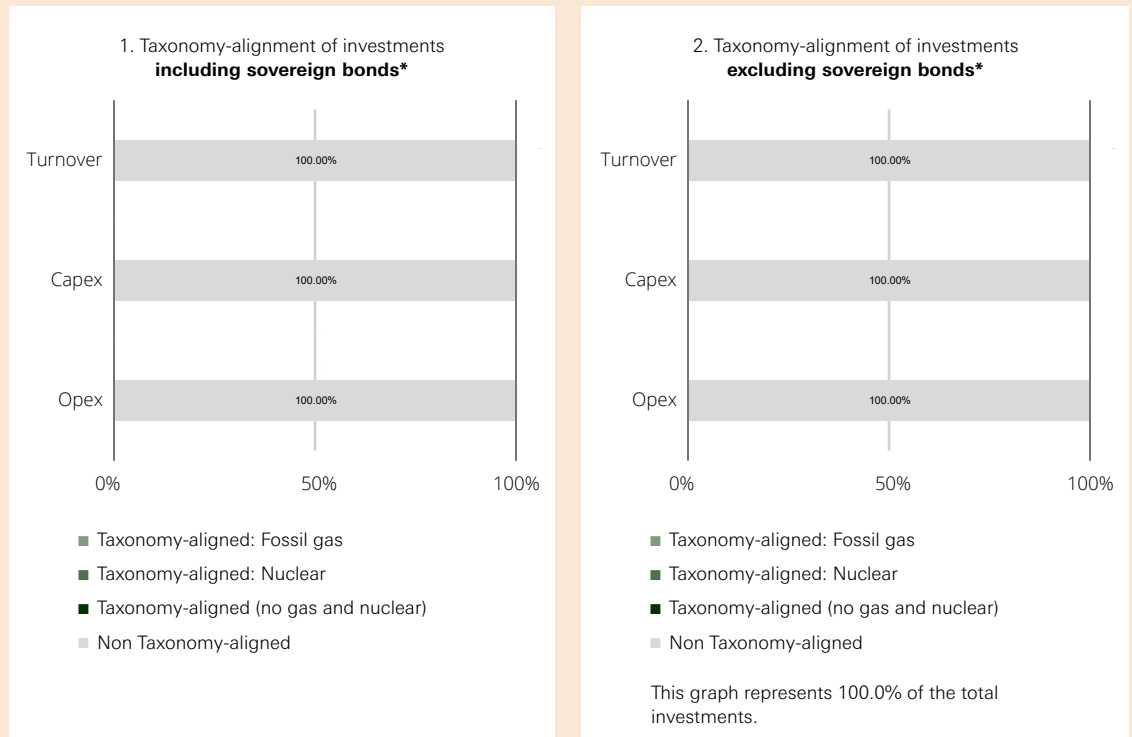 1. Taxonomy-alignment of investments
including sovereign bonds*
Turnover
100.00%
Capex
100.00%
Opex
100.00%
0%
50%
100%
Taxonomy-aligned: Fossil gas
Taxonomy-aligned: Nuclear
Taxonomy-aligned (no gas and nuclear)
Non Taxonomy-aligned
2. Taxonomy-alignment of investments
excluding sovereign bonds*
Turnover
100.00%
Capex
100.00%
Opex
100.00%
0%
50%
100%
Taxonomy-aligned: Fossil gas
Taxonomy-aligned: Nuclear
Taxonomy-aligned (no gas and nuclear)
Non Taxonomy-aligned
This graph represents 100.0% of the total
investments.